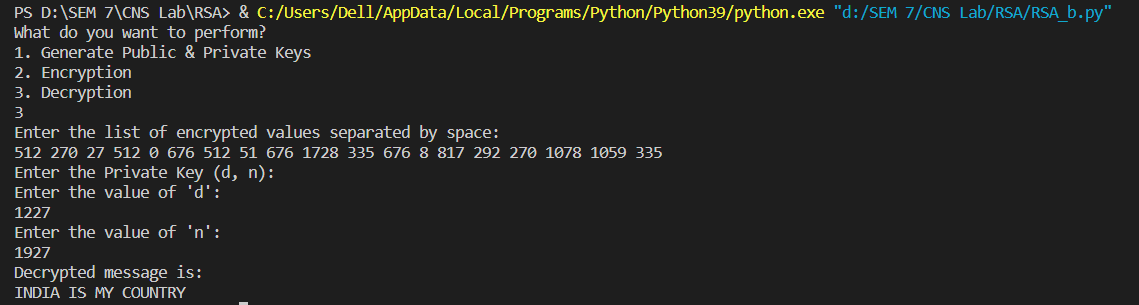 PS D:\SEM 7\CNS Lab\RSA> & C:/Users/Dell/AppData/Local/Programs/Python/Python39/python.exe "d:/SEM 7/CNS Lab/RSA/RSA_b.py"
What do you want to perform?
1. Generate Public & Private Keys
2. Encryption
3. Decryption
3
Enter the list of encrypted values separated by space:
512 270 27 512 0 676 512 51 676 1728 335 676 8 817 292 270 1078 1059 335
Enter the Private Key (d, n):
Enter the value of 'd':
1227
Enter the value of 'n':
1927
Decrypted message is:
INDIA IS MY COUNTRY